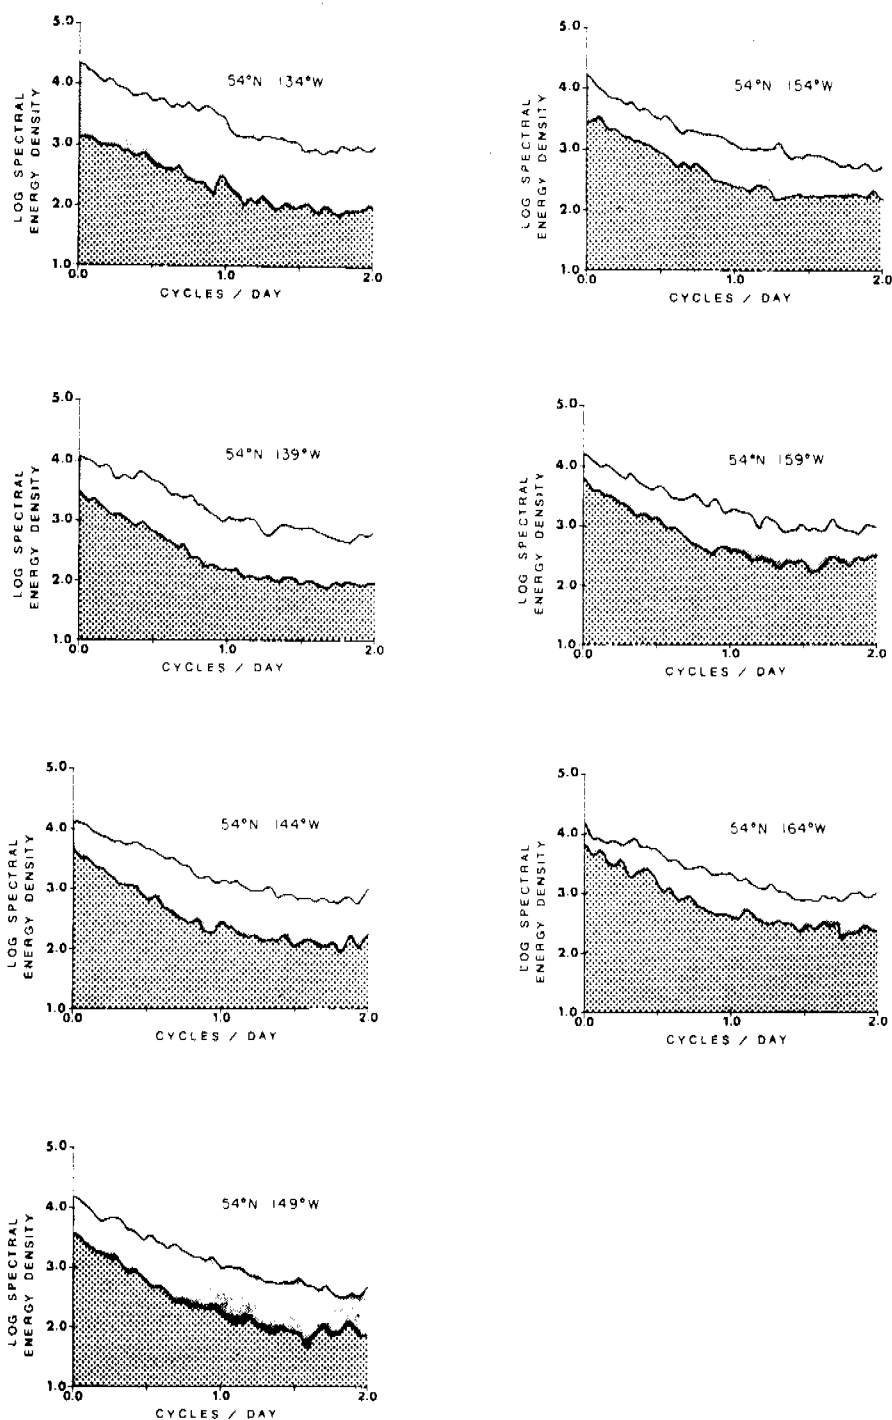 5.0
4.0
3.0
2.0
1.0
LOG SPECTRAL
ENERGY DENSITY
54°N 134°W
0.0 1.0 2.0
CYCLES / DAY
5.0
4.0
3.0
2.0
1.0
LOG SPECTRAL
ENERGY DENSITY
54°N 154°W
0.0 1.0 2.0
CYCLES / DAY
5.0
4.0
3.0
2.0
1.0
LOG SPECTRAL
ENERGY DENSITY
54°N 139°W
0.0 1.0 2.0
CYCLES / DAY
5.0
4.0
3.0
2.0
1.0
LOG SPECTRAL
ENERGY DENSITY
54°N 159°W
0.0 1.0 2.0
CYCLES / DAY
5.0
4.0
3.0
2.0
1.0
LOG SPECTRAL
ENERGY DENSITY
54°N 144°W
0.0 1.0 2.0
CYCLES / DAY
5.0
4.0
3.0
2.0
1.0
LOG SPECTRAL
ENERGY DENSITY
54°N 164°W
0.0 1.0 2.0
CYCLES / DAY
5.0
4.0
3.0
2.0
1.0
LOG SPECTRAL
ENERGY DENSITY
54°N 149°W
0.0 1.0 2.0
CYCLES / DAY